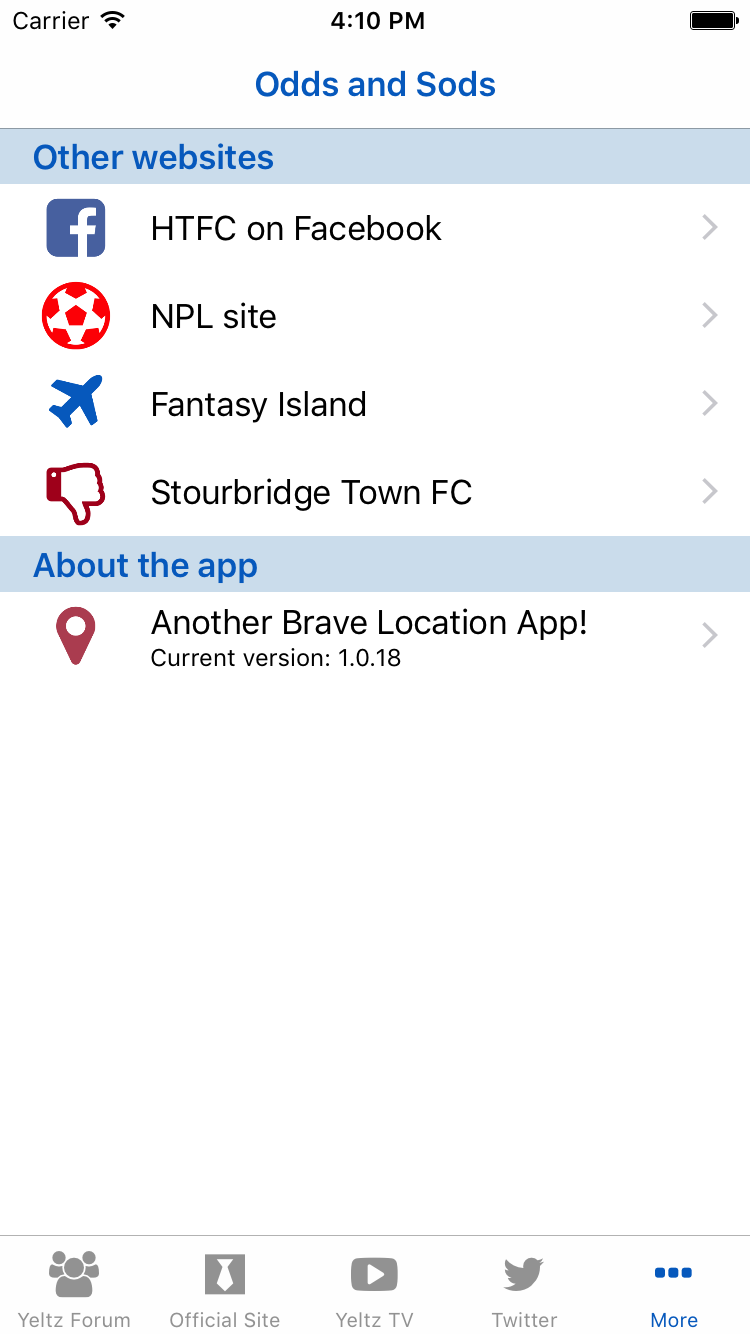 Carrier 4:10 PM
Odds and Sods
Other websites
HTFC on Facebook
NPL site
Fantasy Island
Stourbridge Town FC
About the app
Another Brave Location App!
Current version: 1.0.18
Yeltz Forum Official Site Yeltz TV Twitter More